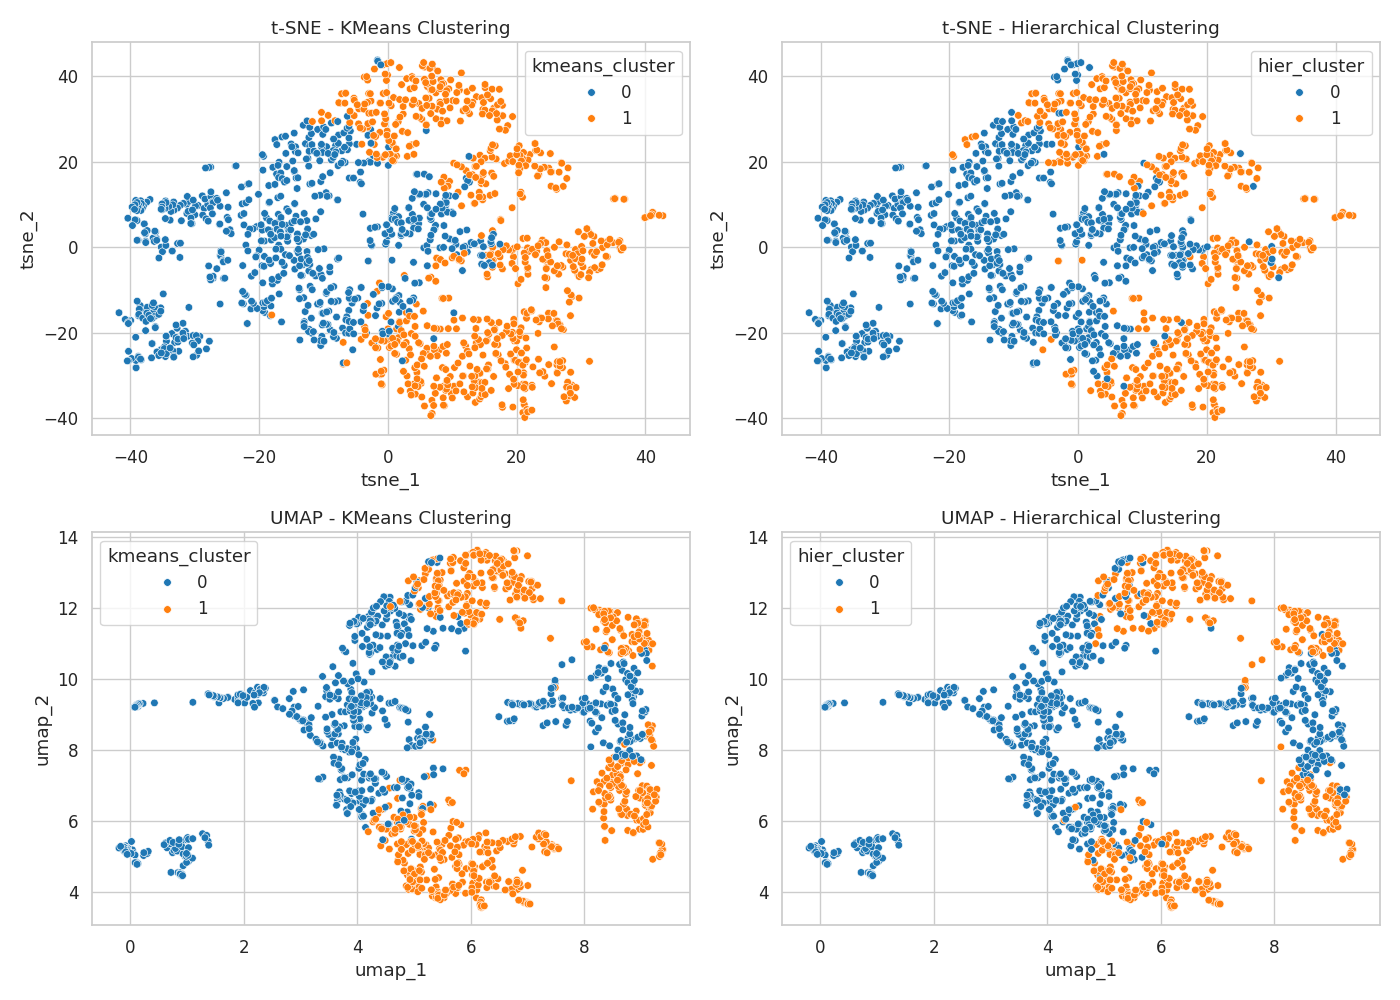 t-SNE - KMeans Clustering
kmeans_cluster
0
1
40
20
0
−20
−40
tsne_2
−40 −20 0 20 40
tsne_1
t-SNE - Hierarchical Clustering
hier_cluster
0
1
40
20
0
−20
−40
tsne_2
−40 −20 0 20 40
tsne_1
UMAP - KMeans Clustering
kmeans_cluster
0
1
14
12
10
8
6
4
umap_2
0 2 4 6 8
umap_1
UMAP - Hierarchical Clustering
hier_cluster
0
1
14
12
10
8
6
4
umap_2
0 2 4 6 8
umap_1